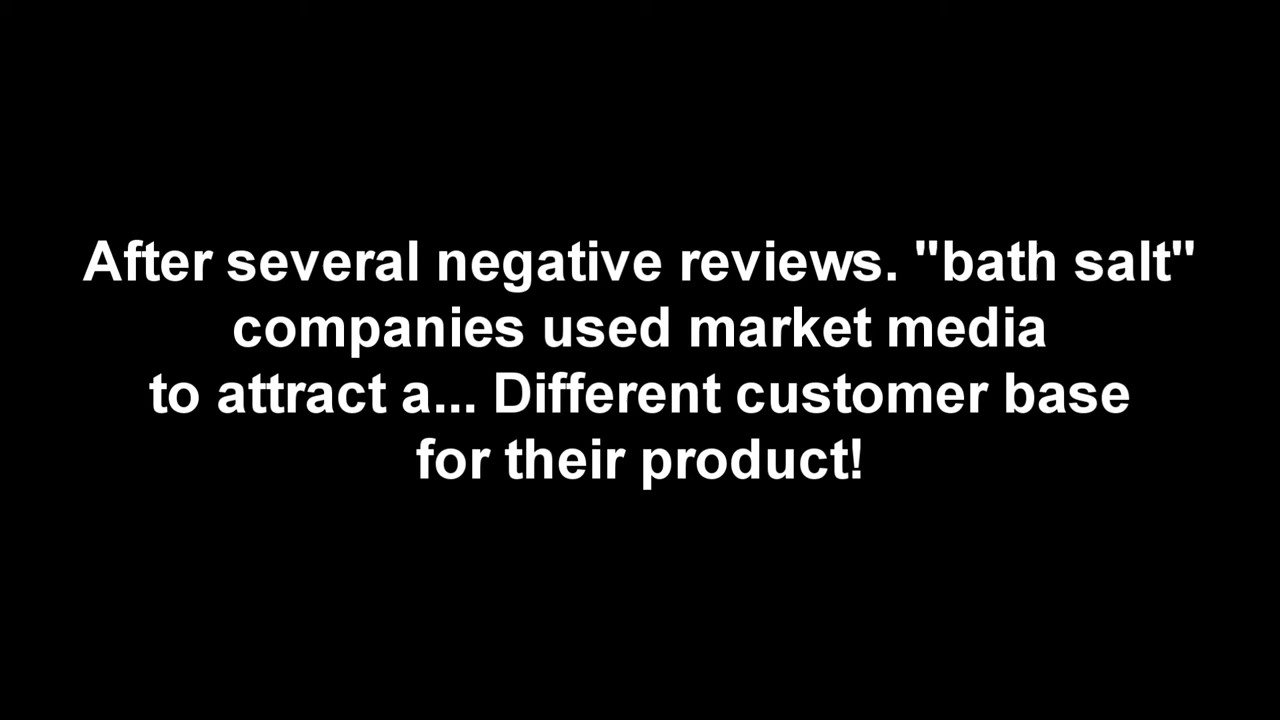 After several negative reviews. "bath salt"
companies used market media
to attract a... Different customer base
for their product!